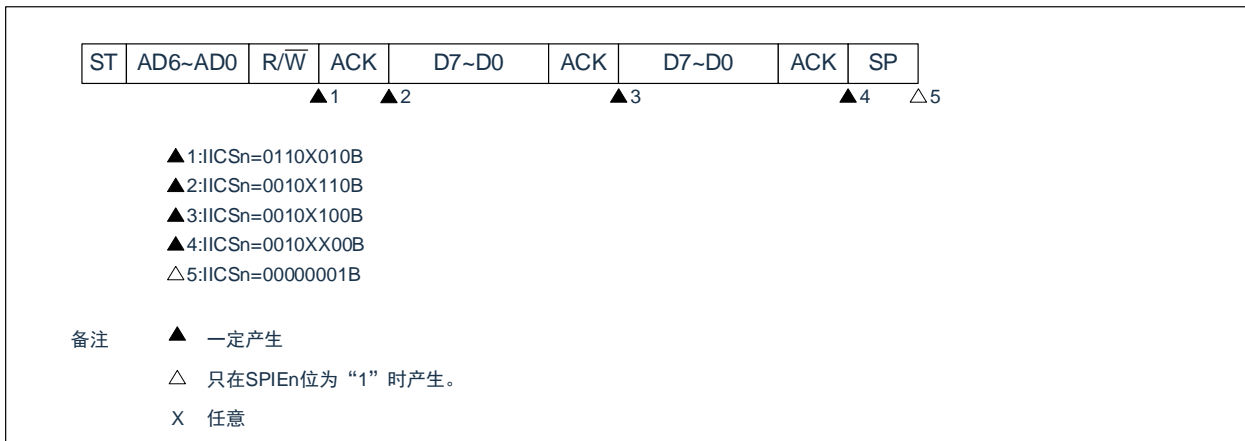 ST AD6~AD0 R/W̅ ACK D7~D0 ACK D7~D0 ACK SP
▲1 ▲2 ▲3 ▲4 △5
▲1:IICSn=0110X010B
▲2:IICSn=0010X110B
▲3:IICSn=0010X100B
▲4:IICSn=0010XX00B
△5:IICSn=00000001B
备注 ▲ 一定产生
△ 只在SPIEn位为“1”时产生。
X 任意